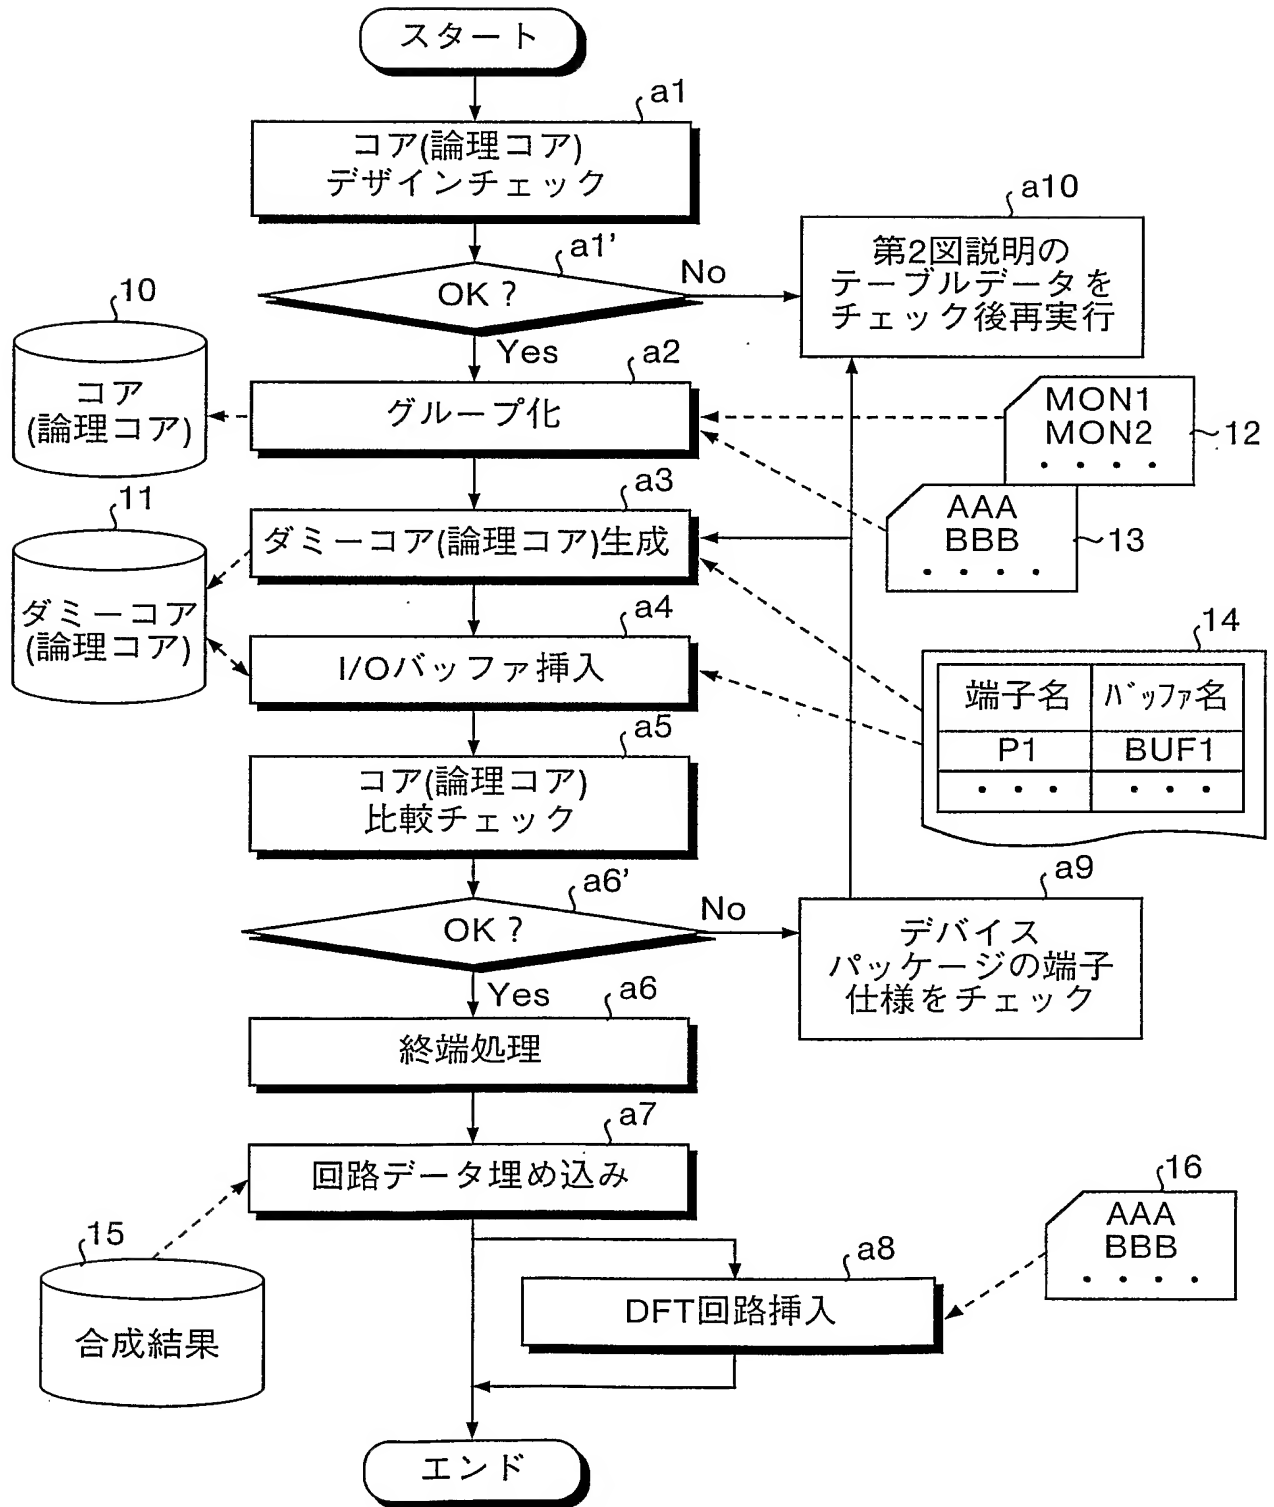 スタート
a1
コア(論理コア)
デザインチェック
a10
第2図説明の
テーブルデータを
チェック後再実行
a1'
OK ?
No
Yes
10
コア
(論理コア)
a2
グループ化
MON1
MON2
・・・・
12
AAA
BBB
・・・・
13
11
ダミーコア
(論理コア)
a3
ダミーコア(論理コア)生成
a4
I/Oバッファ挿入
14
端子名 バッファ名
P1 BUF1
・・・ ・・・
a5
コア(論理コア)
比較チェック
a6'
OK ?
No
Yes
a9
デバイス
パッケージの端子
仕様をチェック
a6
終端処理
a7
回路データ埋め込み
15
合成結果
a8
DFT回路挿入
16
AAA
BBB
・・・・
エンド